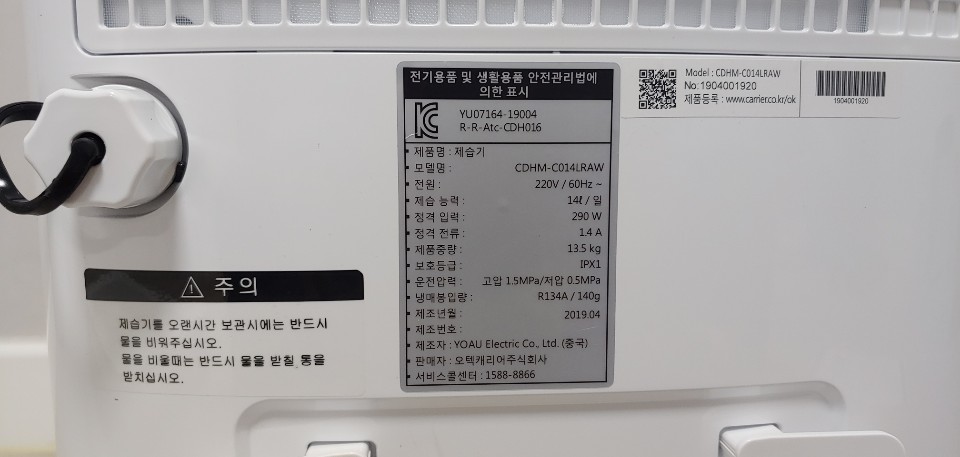 전기용품 및 생활용품 안전관리법에
의한 표시
YU07164-19004
R-R-Atc-CDH016
• 제품명 : 제습기
• 모델명 : CDHM-C014LRAW
• 전원 : 220V / 60Hz ~
• 제습 능력 : 14ℓ / 일
• 정격 입력 : 290 W
• 정격 전류 : 1.4 A
• 제품중량 : 13.5 kg
• 보호등급 : IPX1
• 운전압력 : 고압 1.5MPa/저압 0.5MPa
• 냉매봉입량 : R134A / 140g
• 제조년월 : 2019.04
• 제조번호 :
• 제조자 : YOAU Electric Co., Ltd. (중국)
• 판매자 : 오텍캐리어주식회사
• 서비스콜센터 : 1588-8866
Model : CDHM-C014LRAW
No: 1904001920
제품등록 : www.carrier.co.kr/ok
1904001920
주의
제습기를 오랜시간 보관시에는 반드시
물을 비워주십시오.
물을 비울때는 반드시 물을 받칠 통을
받치십시오.